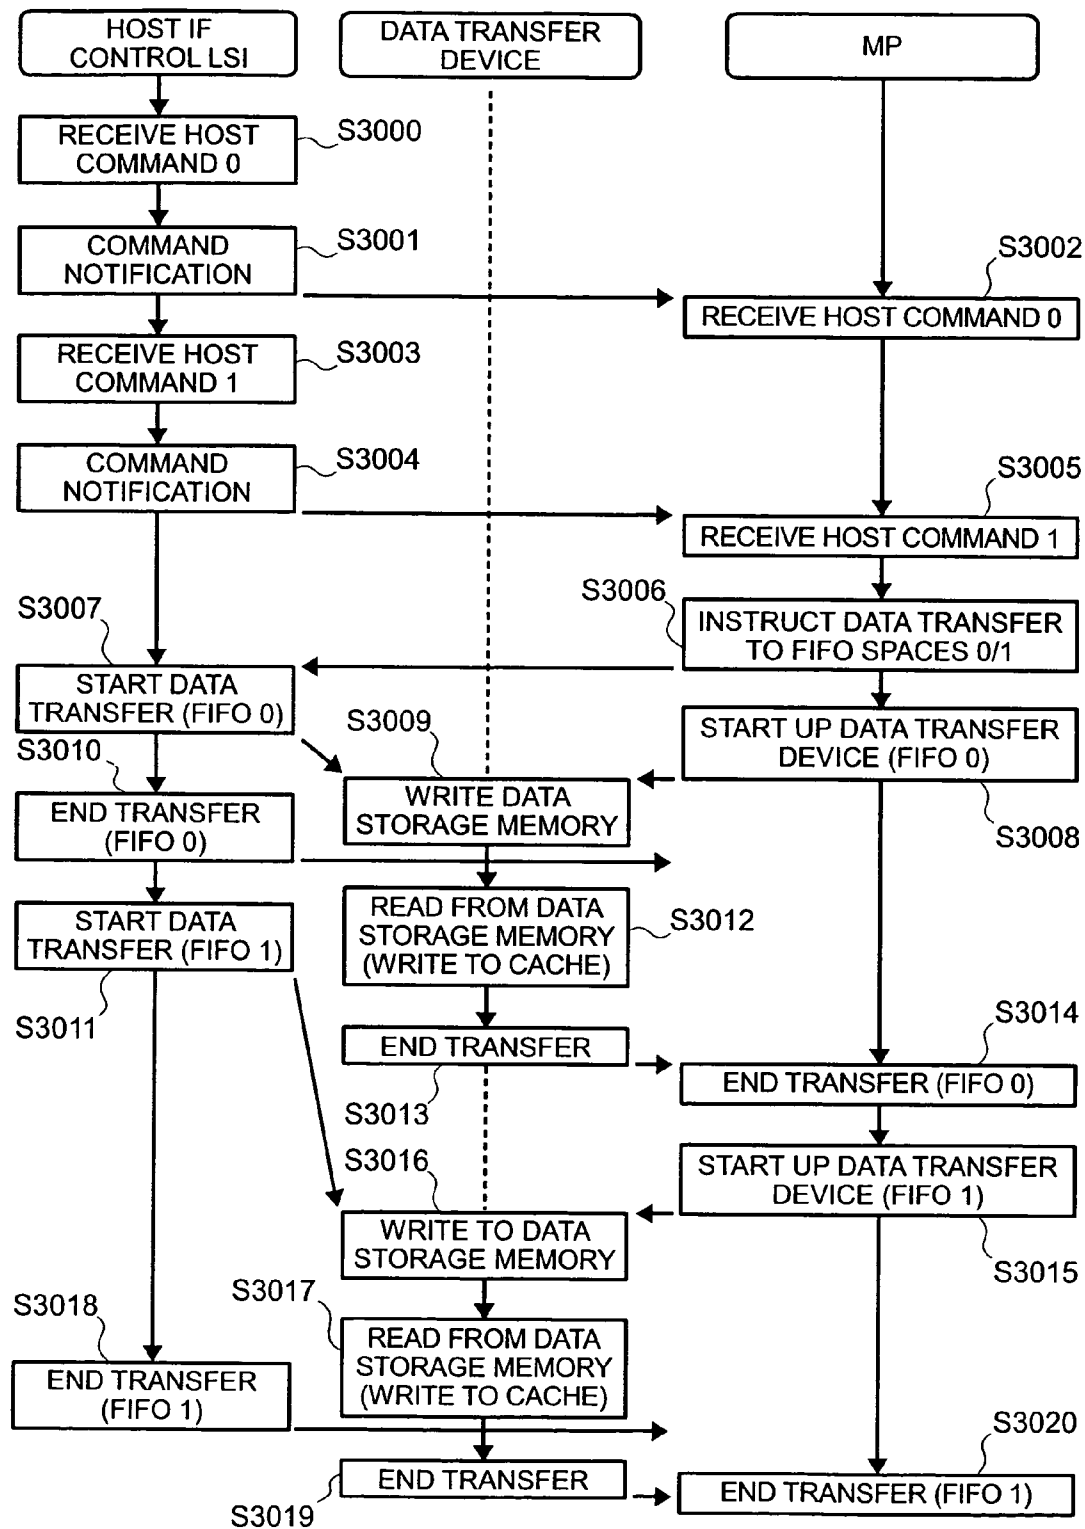 HOST IF
CONTROL LSI
DATA TRANSFER
DEVICE
MP
RECEIVE HOST
COMMAND 0
S3000
COMMAND
NOTIFICATION
S3001
S3002
RECEIVE HOST COMMAND 0
RECEIVE HOST
COMMAND 1
S3003
COMMAND
NOTIFICATION
S3004
S3005
RECEIVE HOST COMMAND 1
S3006
INSTRUCT DATA TRANSFER
TO FIFO SPACES 0/1
S3007
START DATA
TRANSFER (FIFO 0)
START UP DATA TRANSFER
DEVICE (FIFO 0)
S3008
S3009
WRITE DATA
STORAGE MEMORY
S3010
END TRANSFER
(FIFO 0)
START DATA
TRANSFER (FIFO 1)
S3011
READ FROM DATA
STORAGE MEMORY
(WRITE TO CACHE)
S3012
END TRANSFER
S3013
S3014
END TRANSFER (FIFO 0)
START UP DATA TRANSFER
DEVICE (FIFO 1)
S3015
S3016
WRITE TO DATA
STORAGE MEMORY
S3017
READ FROM DATA
STORAGE MEMORY
(WRITE TO CACHE)
S3018
END TRANSFER
(FIFO 1)
END TRANSFER
S3019
S3020
END TRANSFER (FIFO 1)